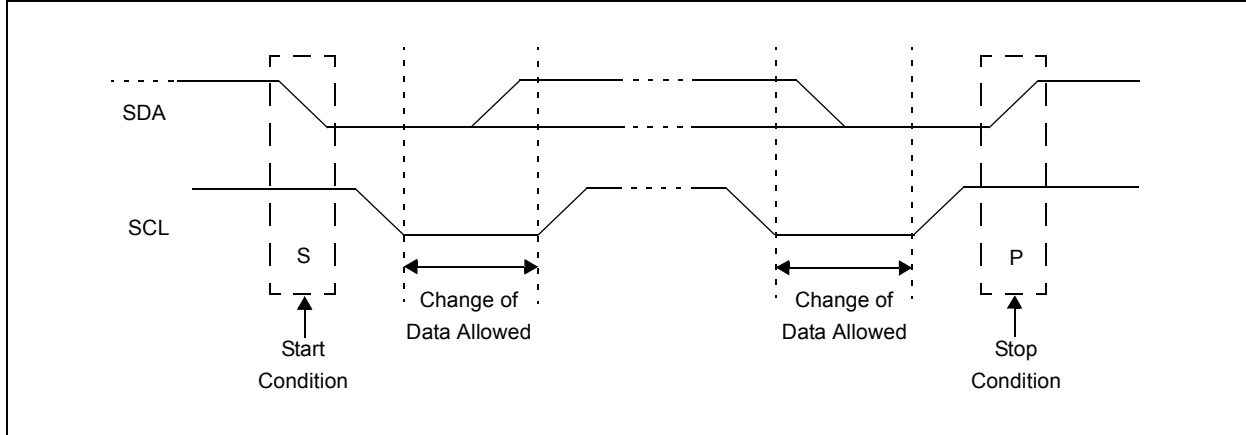 SDA
SCL
S
P
Change of
Data Allowed
Change of
Data Allowed
Start
Condition
Stop
Condition